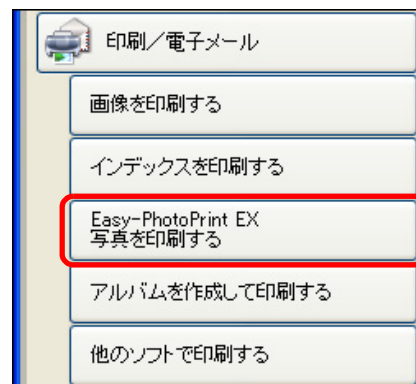 印刷／電子メール
画像を印刷する
インデックスを印刷する
Easy-PhotoPrint EX
写真を印刷する
アルバムを作成して印刷する
他のソフトで印刷する